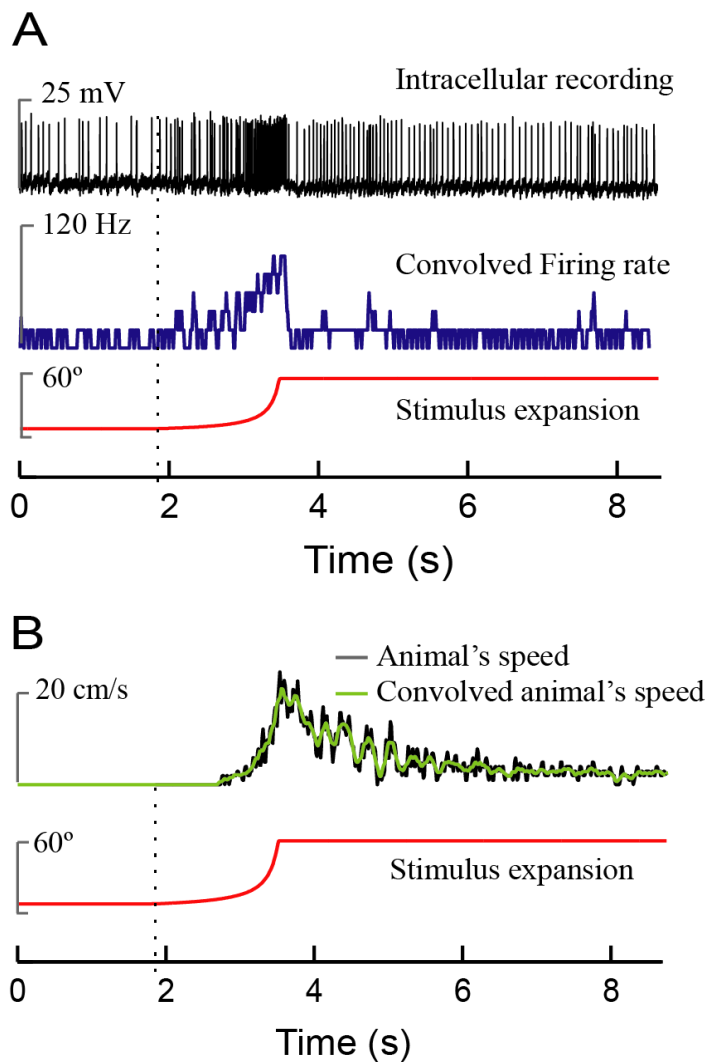 A
25 mV
Intracellular recording
120 Hz
Convolved Firing rate
60º
Stimulus expansion
0 2 4 6 8
Time (s)
B
Animal's speed
20 cm/s
Convolved animal's speed
60º
Stimulus expansion
0 2 4 6 8
Time (s)